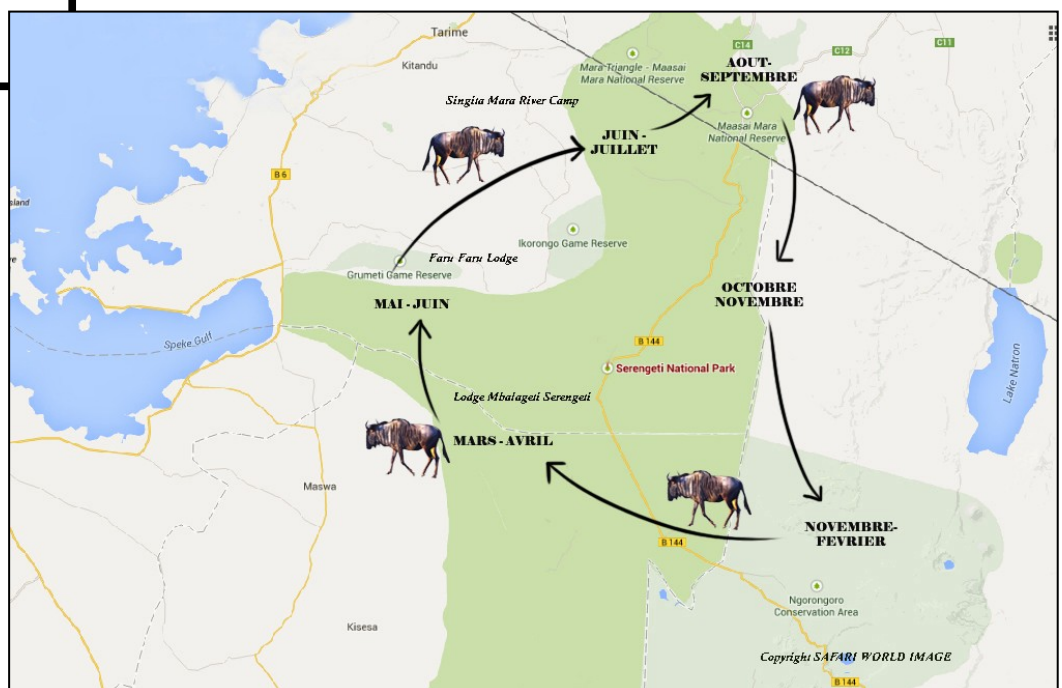 Tarime
C14
C11
Kitandu
Mara Triangle - Maasai
Mara National Reserve
AOUT-
SEPTEMBRE
C12
Singita Mara River Camp
JUIN -
JUILLET
Maasai Mara
National Reserve
B 6
Ikorongo Game Reserve
Faru Faru Lodge
Grumeti Game Reserve
MAI - JUIN
OCTOBRE
NOVEMBRE
Speke Gulf
B 144
Serengeti National Park
Lake Natron
Lodge Mbalageti Serengeti
MARS - AVRIL
Maswa
NOVEMBRE-
FEVRIER
B 144
Ngorongoro
Conservation Area
Kisesa
Copyright SAFARI WORLD IMAGE
B 144